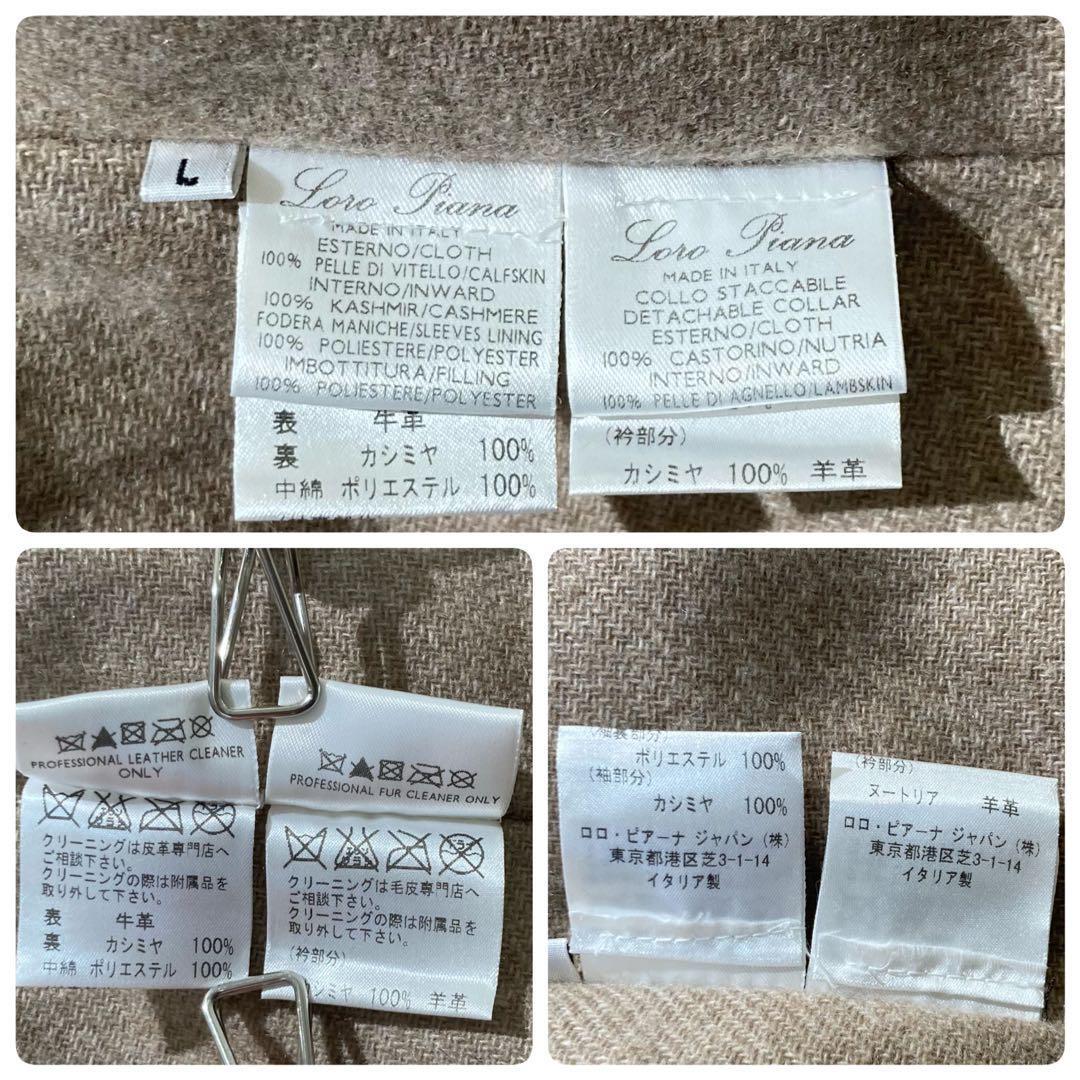 L
Loro Piana
MADE IN ITALY
ESTERNO/CLOTH
100% PELLE DI VITELLO/CALFSKIN
INTERNO/INWARD
100% KASHMIR/CASHMERE
FODERA MANICHE/SLEEVES LINING
100% POLIESTERE/POLYESTER
IMBOTTITURA/FILLING
100% POLIESTERE/POLYESTER
表 牛革
裏 カシミヤ 100%
中綿 ポリエステル 100%
Loro Piana
MADE IN ITALY
COLLO STACCABILE
DETACHABLE COLLAR
ESTERNO/CLOTH
100% CASTORINO/NUTRIA
INTERNO/INWARD
100% PELLE DI AGNELLO/LAMBSKIN
(衿部分)
カシミヤ 100% 羊革
PROFESSIONAL LEATHER CLEANER
ONLY
クリーニングは皮革専門店へ
ご相談下さい。
クリーニングの際は附属品を
取り外して下さい。
表 牛革
裏 カシミヤ 100%
中綿 ポリエステル 100%
PROFESSIONAL FUR CLEANER ONLY
クリーニングは毛皮専門店へ
ご相談下さい。
クリーニングの際は附属品を
取り外して下さい。
(衿部分)
カシミヤ 100% 羊革
(袖裏部分)
ポリエステル 100%
(袖部分)
カシミヤ 100%
ロロ・ピアーナ ジャパン (株)
東京都港区芝3-1-14
イタリア製
(衿部分)
ヌートリア 羊革
ロロ・ピアーナ ジャパン (株)
東京都港区芝3-1-14
イタリア製